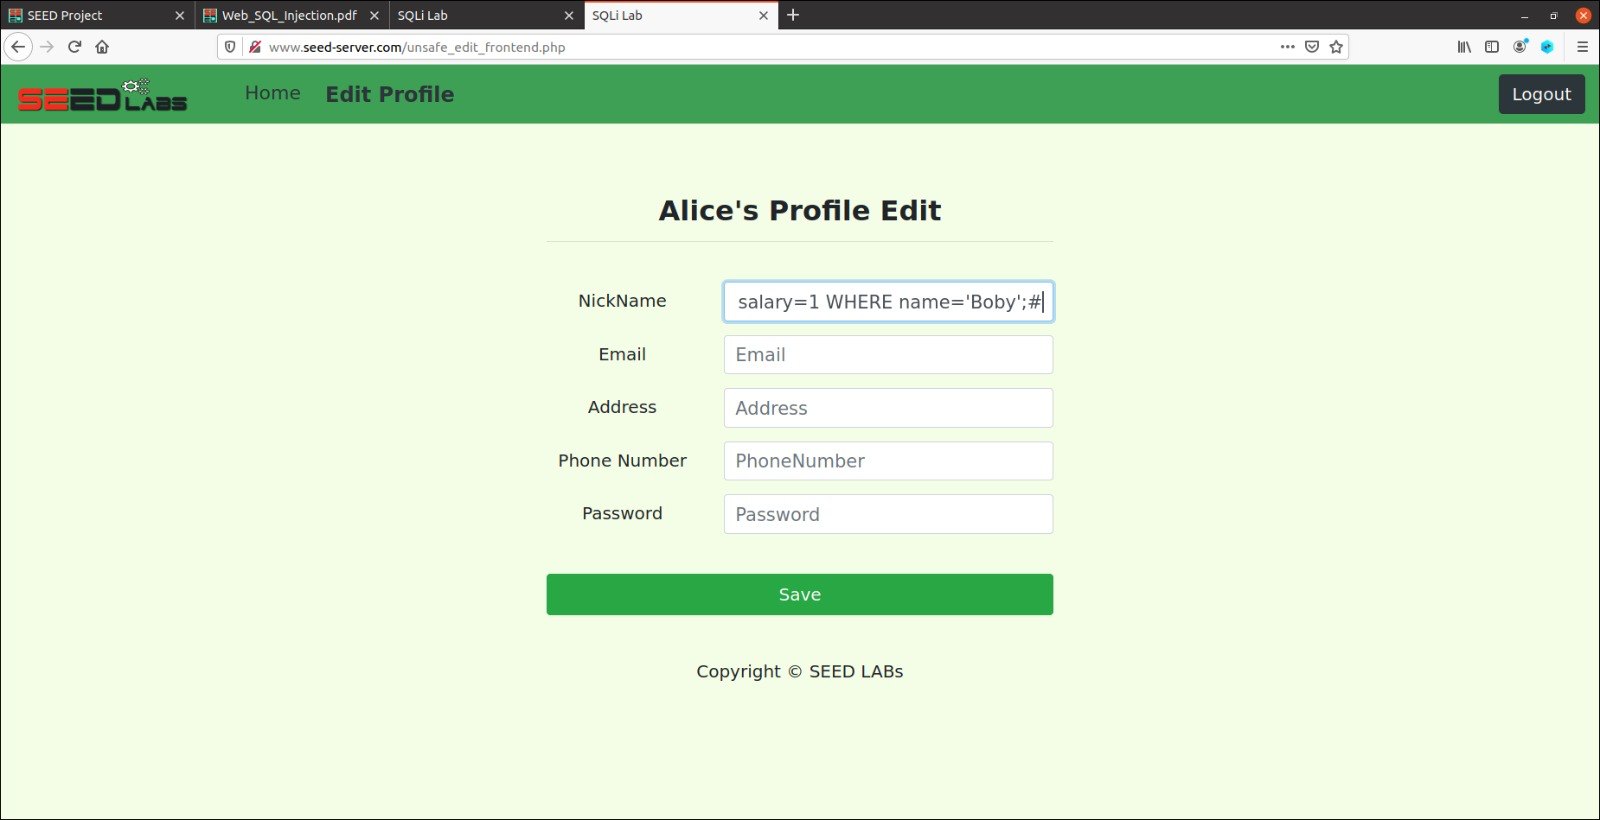 SEED Project
Web_SQL_Injection.pdf
SQLi Lab
SQLi Lab
www.seed-server.com/unsafe_edit_frontend.php
SEED LABS
Home
Edit Profile
Logout
Alice's Profile Edit
NickName
salary=1 WHERE name='Boby';#
Email
Email
Address
Address
Phone Number
PhoneNumber
Password
Password
Save
Copyright © SEED LABs